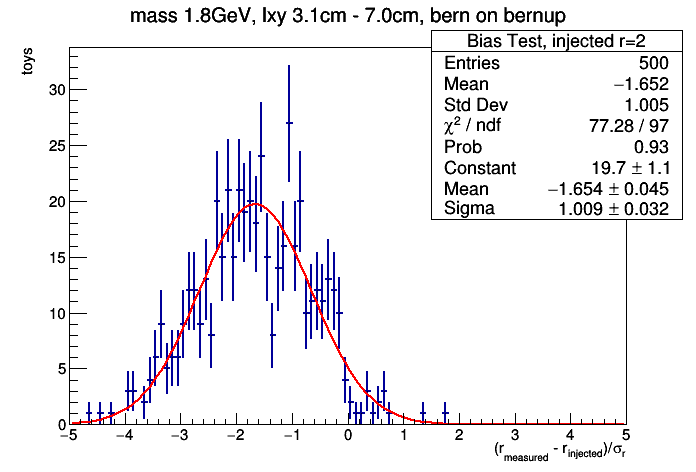 mass 1.8GeV, lxy 3.1cm - 7.0cm, bern on bernup
Bias Test, injected r=2
Entries 500
Mean −1.652
Std Dev 1.005
χ² / ndf 77.28 / 97
Prob 0.93
Constant 19.7 ± 1.1
Mean −1.654 ± 0.045
Sigma 1.009 ± 0.032
toys
30
25
20
15
10
5
0
−5 −4 −3 −2 −1 0 1 2 3 4 5
(r_measured - r_injected)/σ_r